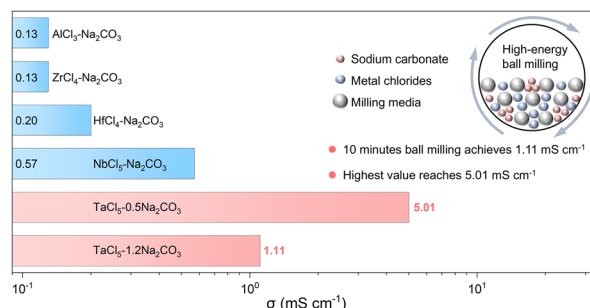 0.13 AlCl₃-Na₂CO₃
0.13 ZrCl₄-Na₂CO₃
0.20 HfCl₄-Na₂CO₃
0.57 NbCl₅-Na₂CO₃
TaCl₅-0.5Na₂CO₃ 5.01
TaCl₅-1.2Na₂CO₃ 1.11
Sodium carbonate
Metal chlorides
Milling media
High-energy
ball milling
10 minutes ball milling achieves 1.11 mS cm⁻¹
Highest value reaches 5.01 mS cm⁻¹
10⁻¹ 10⁰ 10¹
σ (mS cm⁻¹)